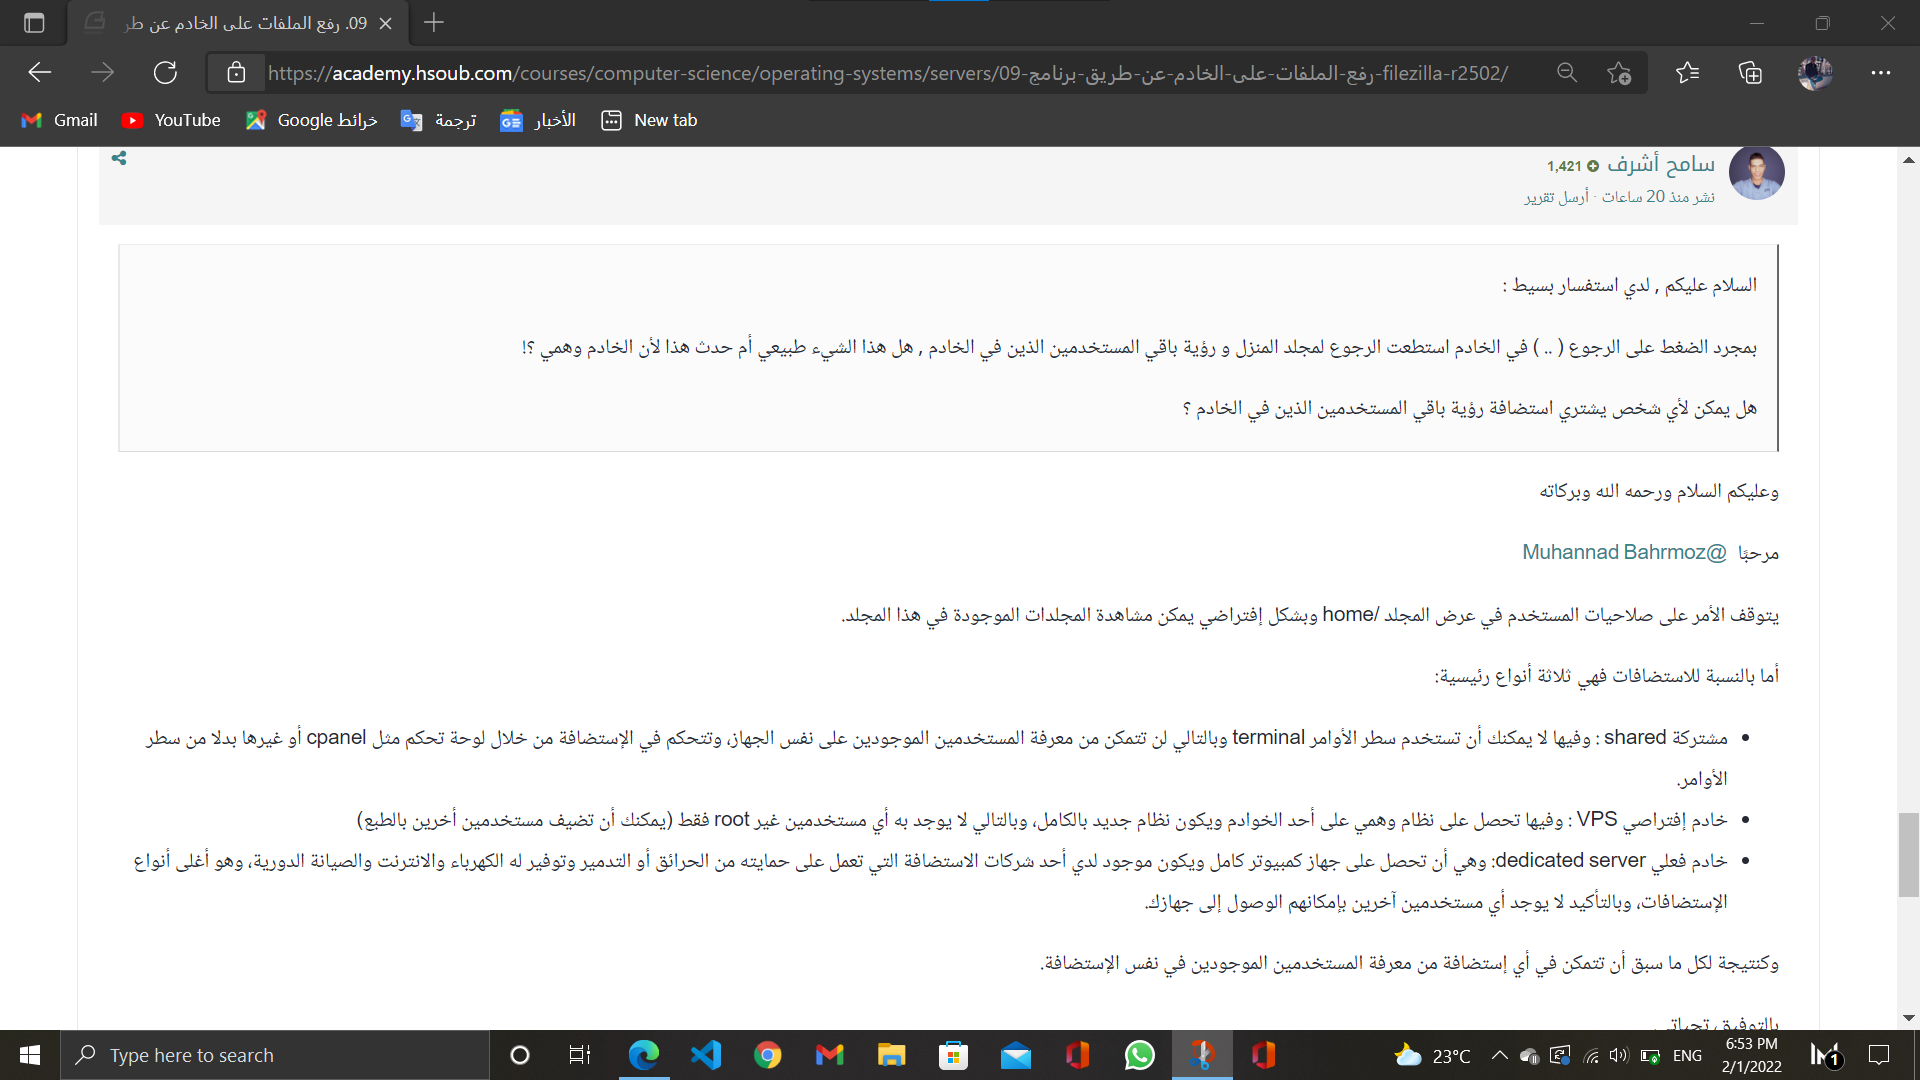 09. رفع الملفات على الخادم عن طر
https://academy.hsoub.com/courses/computer-science/operating-systems/servers/09-رفع-الملفات-على-الخادم-عن-طريق-برنامج-filezilla-r2502/
Gmail
YouTube
خرائط Google
ترجمة
الأخبار
New tab
سامح أشرف 1,421
نشر منذ 20 ساعات · أرسل تقرير
السلام عليكم , لدي استفسار بسيط :
بمجرد الضغط على الرجوع ( .. ) في الخادم استطعت الرجوع لمجلد المنزل و رؤية باقي المستخدمين الذين في الخادم , هل هذا الشيء طبيعي أم حدث هذا لأن الخادم وهمي ؟!
هل يمكن لأي شخص يشتري استضافة رؤية باقي المستخدمين الذين في الخادم ؟
وعليكم السلام ورحمه الله وبركاته
مرحبًا @Muhannad Bahrmoz
يتوقف الأمر على صلاحيات المستخدم في عرض المجلد /home وبشكل إفتراضي يمكن مشاهدة المجلدات الموجودة في هذا المجلد.
أما بالنسبة للاستضافات فهي ثلاثة أنواع رئيسية:
• مشتركة shared : وفيها لا يمكنك أن تستخدم سطر الأوامر terminal وبالتالي لن تتمكن من معرفة المستخدمين الموجودين على نفس الجهاز، وتتحكم في الإستضافة من خلال لوحة تحكم مثل cpanel أو غيرها بدلا من سطر
الأوامر.
• خادم إفتراصي VPS : وفيها تحصل على نظام وهمي على أحد الخوادم ويكون نظام جديد بالكامل، وبالتالي لا يوجد به أي مستخدمين غير root فقط (يمكنك أن تضيف مستخدمين أخرين بالطبع)
• خادم فعلي dedicated server: وهي أن تحصل على جهاز كمبيوتر كامل ويكون موجود لدي أحد شركات الاستضافة التي تعمل على حمايته من الحرائق أو التدمير وتوفير له الكهرباء والانترنت والصيانة الدورية، وهو أغلى أنواع
الإستضافات، وبالتأكيد لا يوجد أي مستخدمين آخرين بإمكانهم الوصول إلى جهازك.
وكنتيجة لكل ما سبق أن تتمكن في أي إستضافة من معرفة المستخدمين الموجودين في نفس الإستضافة.
بالتوفيق، تحياتي
Type here to search
23°C
ENG
6:53 PM
2/1/2022
1